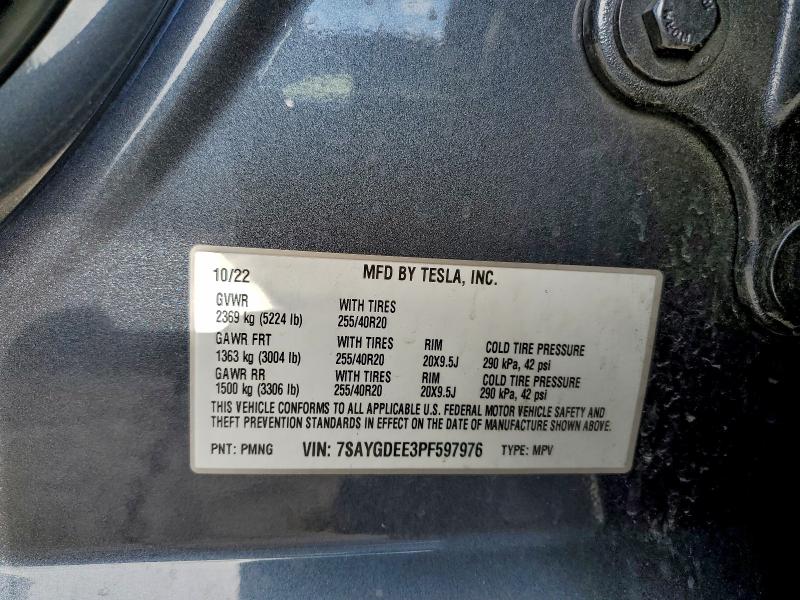 10/22 MFD BY TESLA, INC.
GVWR WITH TIRES
2369 kg (5224 lb) 255/40R20
GAWR FRT WITH TIRES RIM COLD TIRE PRESSURE
1363 kg (3004 lb) 255/40R20 20X9.5J 290 kPa, 42 psi
GAWR RR WITH TIRES RIM COLD TIRE PRESSURE
1500 kg (3306 lb) 255/40R20 20X9.5J 290 kPa, 42 psi
THIS VEHICLE CONFORMS TO ALL APPLICABLE U.S. FEDERAL MOTOR VEHICLE SAFETY AND
THEFT PREVENTION STANDARDS IN EFFECT ON THE DATE OF MANUFACTURE SHOWN ABOVE.
PNT: PMNG VIN: 7SAYGDEE3PF597976 TYPE: MPV